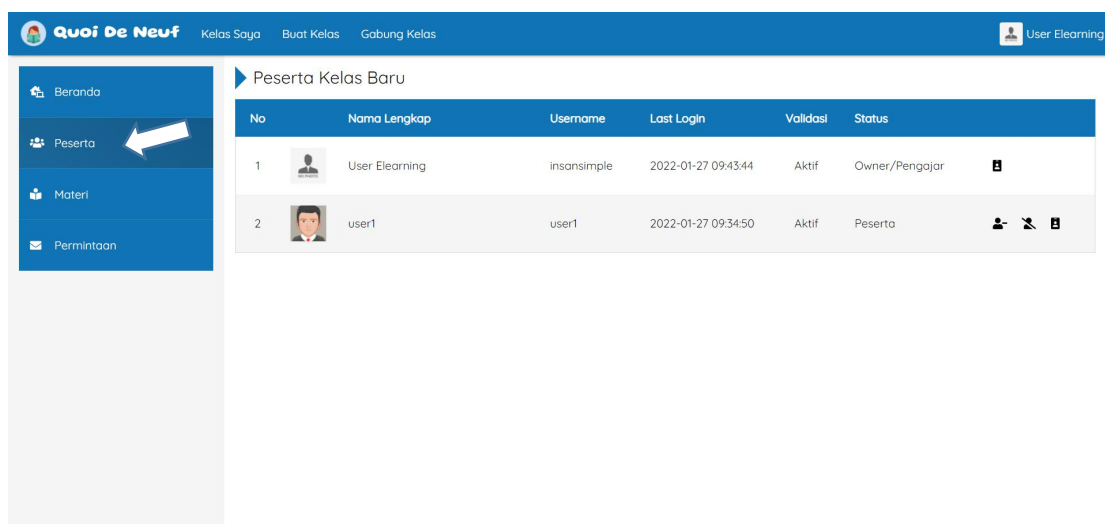 Quoi De Neuf Kelas Saya Buat Kelas Gabung Kelas User Elearning
Beranda
Peserta
Materi
Permintaan
Peserta Kelas Baru
No Nama Lengkap Username Last Login Validasi Status
1 User Elearning insansimple 2022-01-27 09:43:44 Aktif Owner/Pengajar
2 user1 user1 2022-01-27 09:34:50 Aktif Peserta